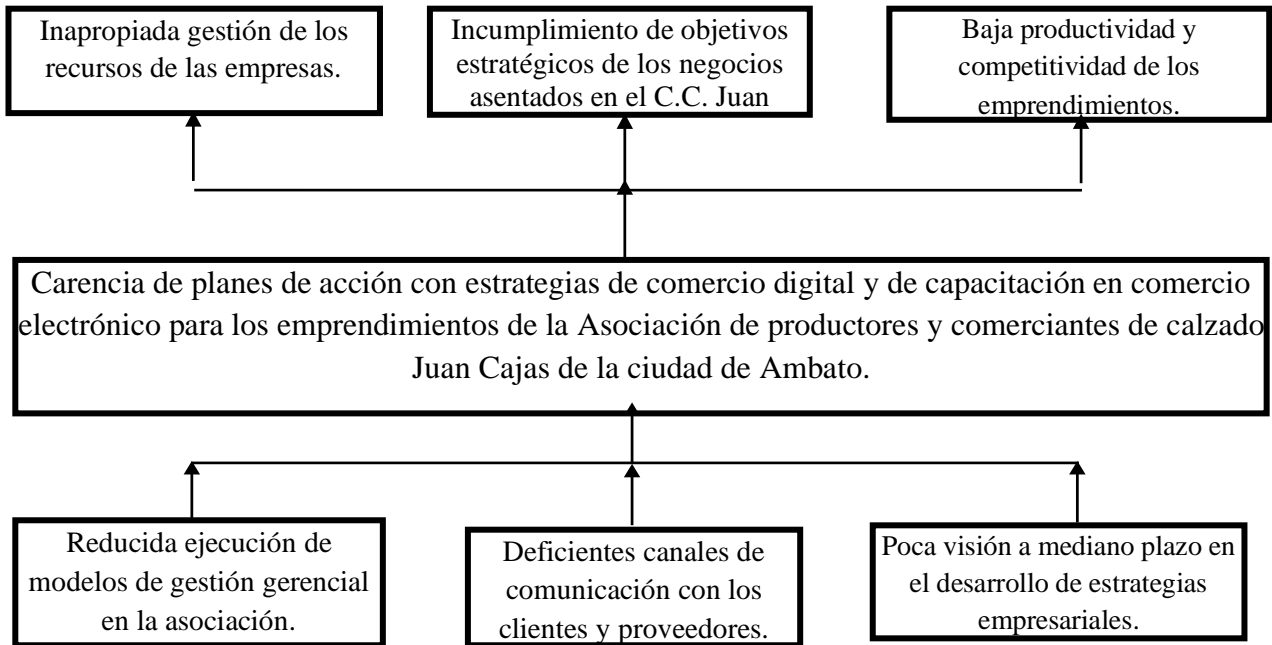 Inapropiada gestión de los
recursos de las empresas.
Incumplimiento de objetivos
estratégicos de los negocios
asentados en el C.C. Juan
Baja productividad y
competitividad de los
emprendimientos.
Carencia de planes de acción con estrategias de comercio digital y de capacitación en comercio
electrónico para los emprendimientos de la Asociación de productores y comerciantes de calzado
Juan Cajas de la ciudad de Ambato.
Reducida ejecución de
modelos de gestión gerencial
en la asociación.
Deficientes canales de
comunicación con los
clientes y proveedores.
Poca visión a mediano plazo en
el desarrollo de estrategias
empresariales.